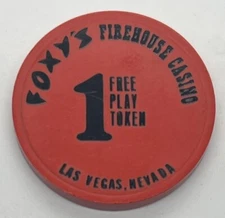 FOXY'S FIREHOUSE CASINO
1 FREE
PLAY
TOKEN
LAS VEGAS, NEVADA